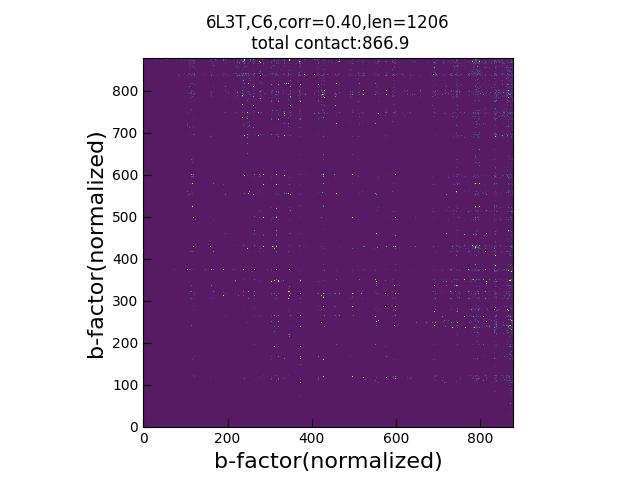 6L3T,C6,corr=0.40,len=1206
total contact:866.9
800
700
600
500
400
300
200
100
0
b-factor(normalized)
0 200 400 600 800
b-factor(normalized)